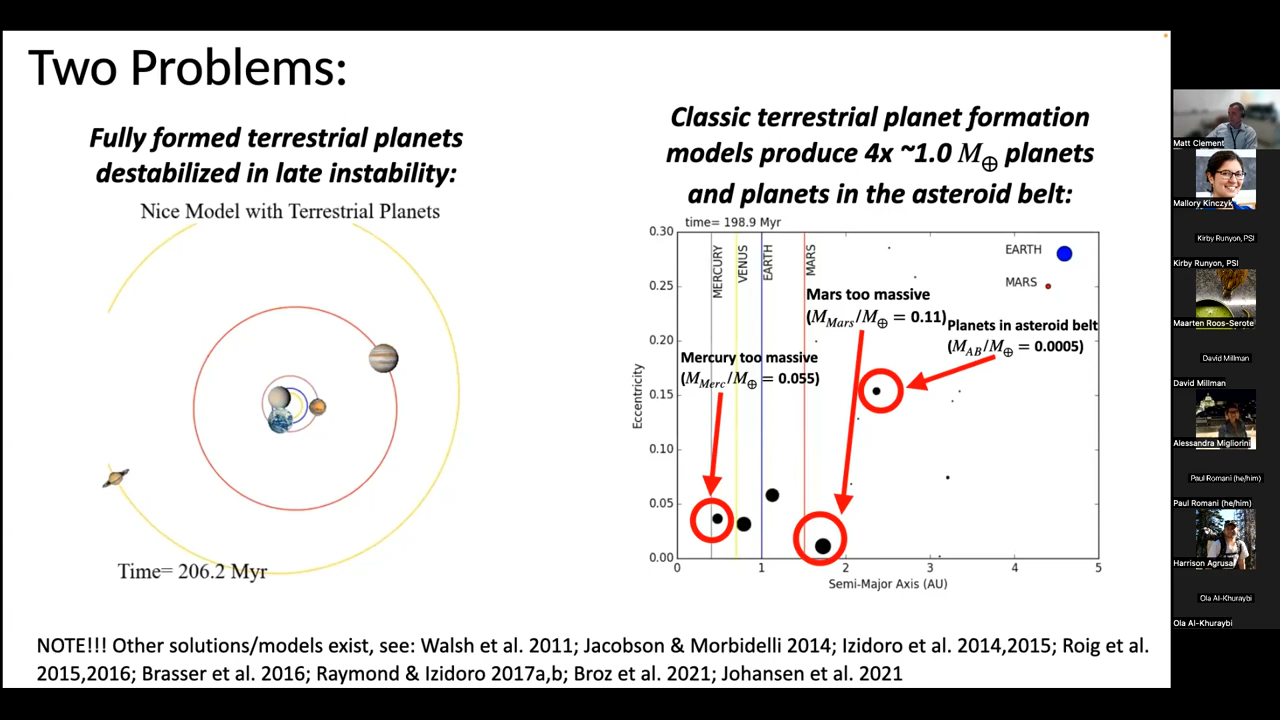 Two Problems:
Fully formed terrestrial planets
destabilized in late instability:
Nice Model with Terrestrial Planets
Time= 206.2 Myr
Classic terrestrial planet formation
models produce 4x ~1.0 M⊕ planets
and planets in the asteroid belt:
time= 198.9 Myr
0.30
0.25
0.20
0.15
0.10
0.05
0.00
Eccentricity
MERCURY
VENUS
EARTH
MARS
EARTH
MARS
Mars too massive
(M_Mars/M⊕ = 0.11)
Planets in asteroid belt
(M_AB/M⊕ = 0.0005)
Mercury too massive
(M_Merc/M⊕ = 0.055)
0 1 2 3 4 5
Semi-Major Axis (AU)
NOTE!!! Other solutions/models exist, see: Walsh et al. 2011; Jacobson & Morbidelli 2014; Izidoro et al. 2014,2015; Roig et al.
2015,2016; Brasser et al. 2016; Raymond & Izidoro 2017a,b; Broz et al. 2021; Johansen et al. 2021
Matt Clement
Mallory Kinczyk
Kirby Runyon, PSI
Kirby Runyon, PSI
Maarten Roos-Serote
David Millman
David Millman
Alessandra Migliorini
Paul Romani (he/him)
Paul Romani (he/him)
Harrison Agrusa
Ola Al-Khuraybi
Ola Al-Khuraybi